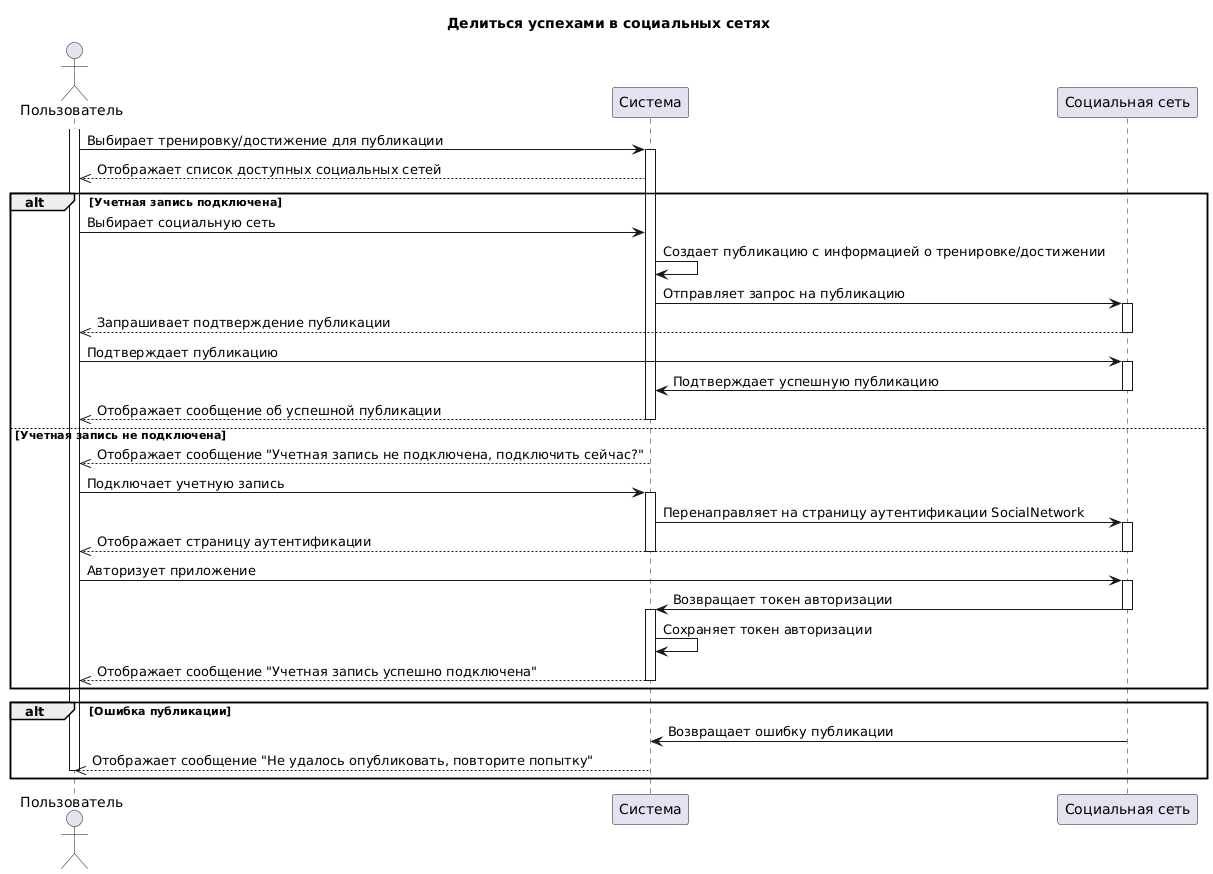 Делиться успехами в социальных сетях
Пользователь
Система
Социальная сеть
Выбирает тренировку/достижение для публикации
Отображает список доступных социальных сетей
alt
[Учетная запись подключена]
Выбирает социальную сеть
Создает публикацию с информацией о тренировке/достижении
Отправляет запрос на публикацию
Запрашивает подтверждение публикации
Подтверждает публикацию
Подтверждает успешную публикацию
Отображает сообщение об успешной публикации
[Учетная запись не подключена]
Отображает сообщение "Учетная запись не подключена, подключить сейчас?"
Подключает учетную запись
Перенаправляет на страницу аутентификации SocialNetwork
Отображает страницу аутентификации
Авторизует приложение
Возвращает токен авторизации
Сохраняет токен авторизации
Отображает сообщение "Учетная запись успешно подключена"
alt
[Ошибка публикации]
Возвращает ошибку публикации
Отображает сообщение "Не удалось опубликовать, повторите попытку"
Пользователь
Система
Социальная сеть